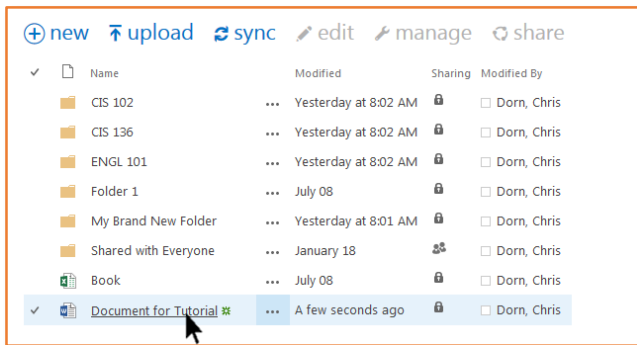 new upload sync edit manage share
Name Modified Sharing Modified By
CIS 102 ... Yesterday at 8:02 AM Dorn, Chris
CIS 136 ... Yesterday at 8:02 AM Dorn, Chris
ENGL 101 ... Yesterday at 8:02 AM Dorn, Chris
Folder 1 ... July 08 Dorn, Chris
My Brand New Folder ... Yesterday at 8:01 AM Dorn, Chris
Shared with Everyone ... January 18 Dorn, Chris
Book ... July 08 Dorn, Chris
Document for Tutorial ... A few seconds ago Dorn, Chris